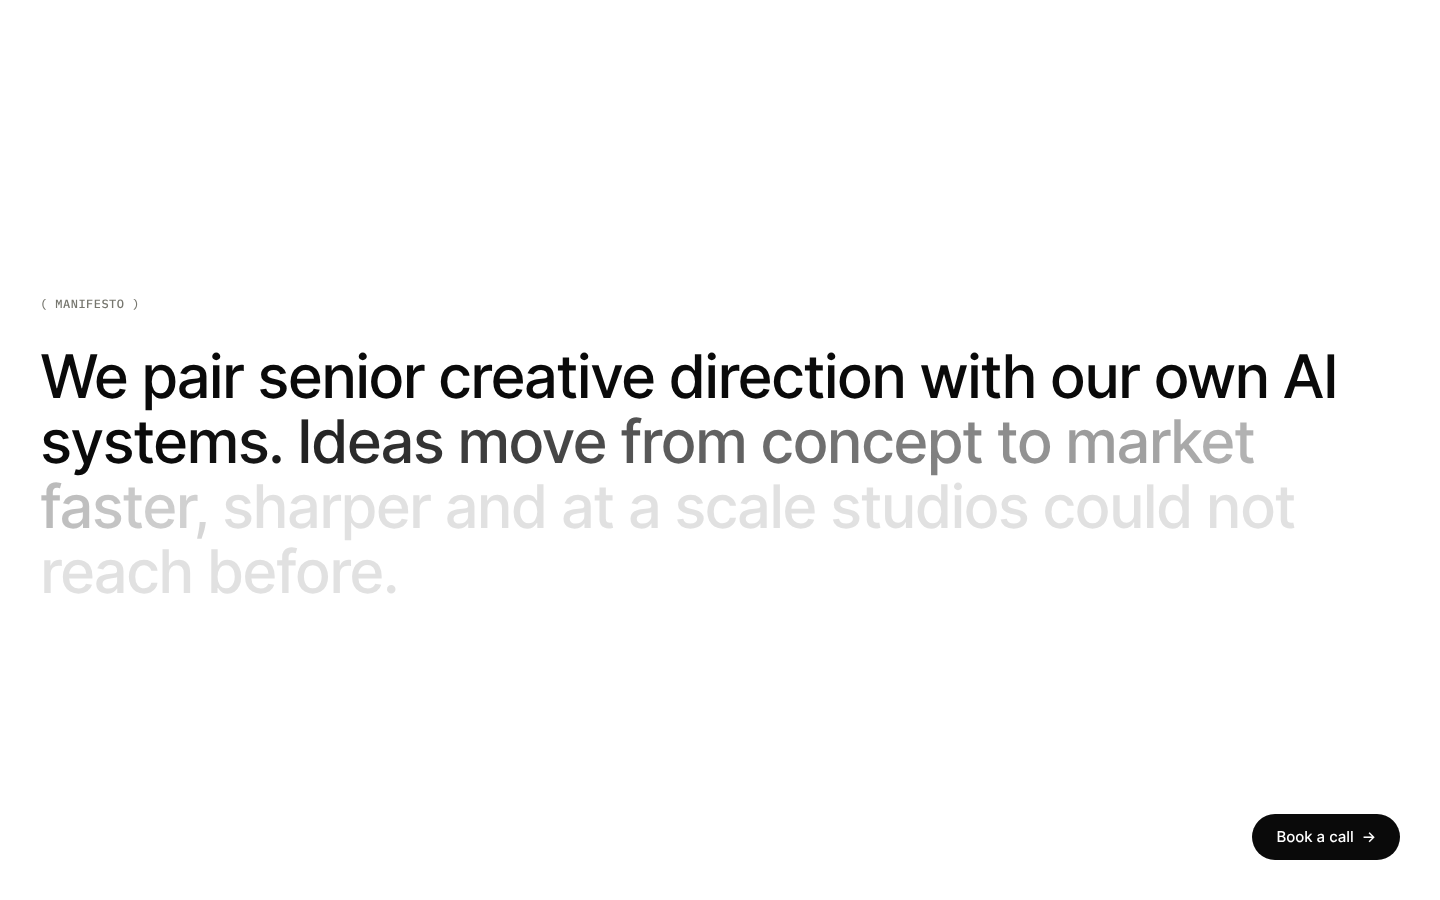 ( MANIFESTO )
We pair senior creative direction with our own AI
systems. Ideas move from concept to market
faster, sharper and at a scale studios could not
reach before.
Book a call →